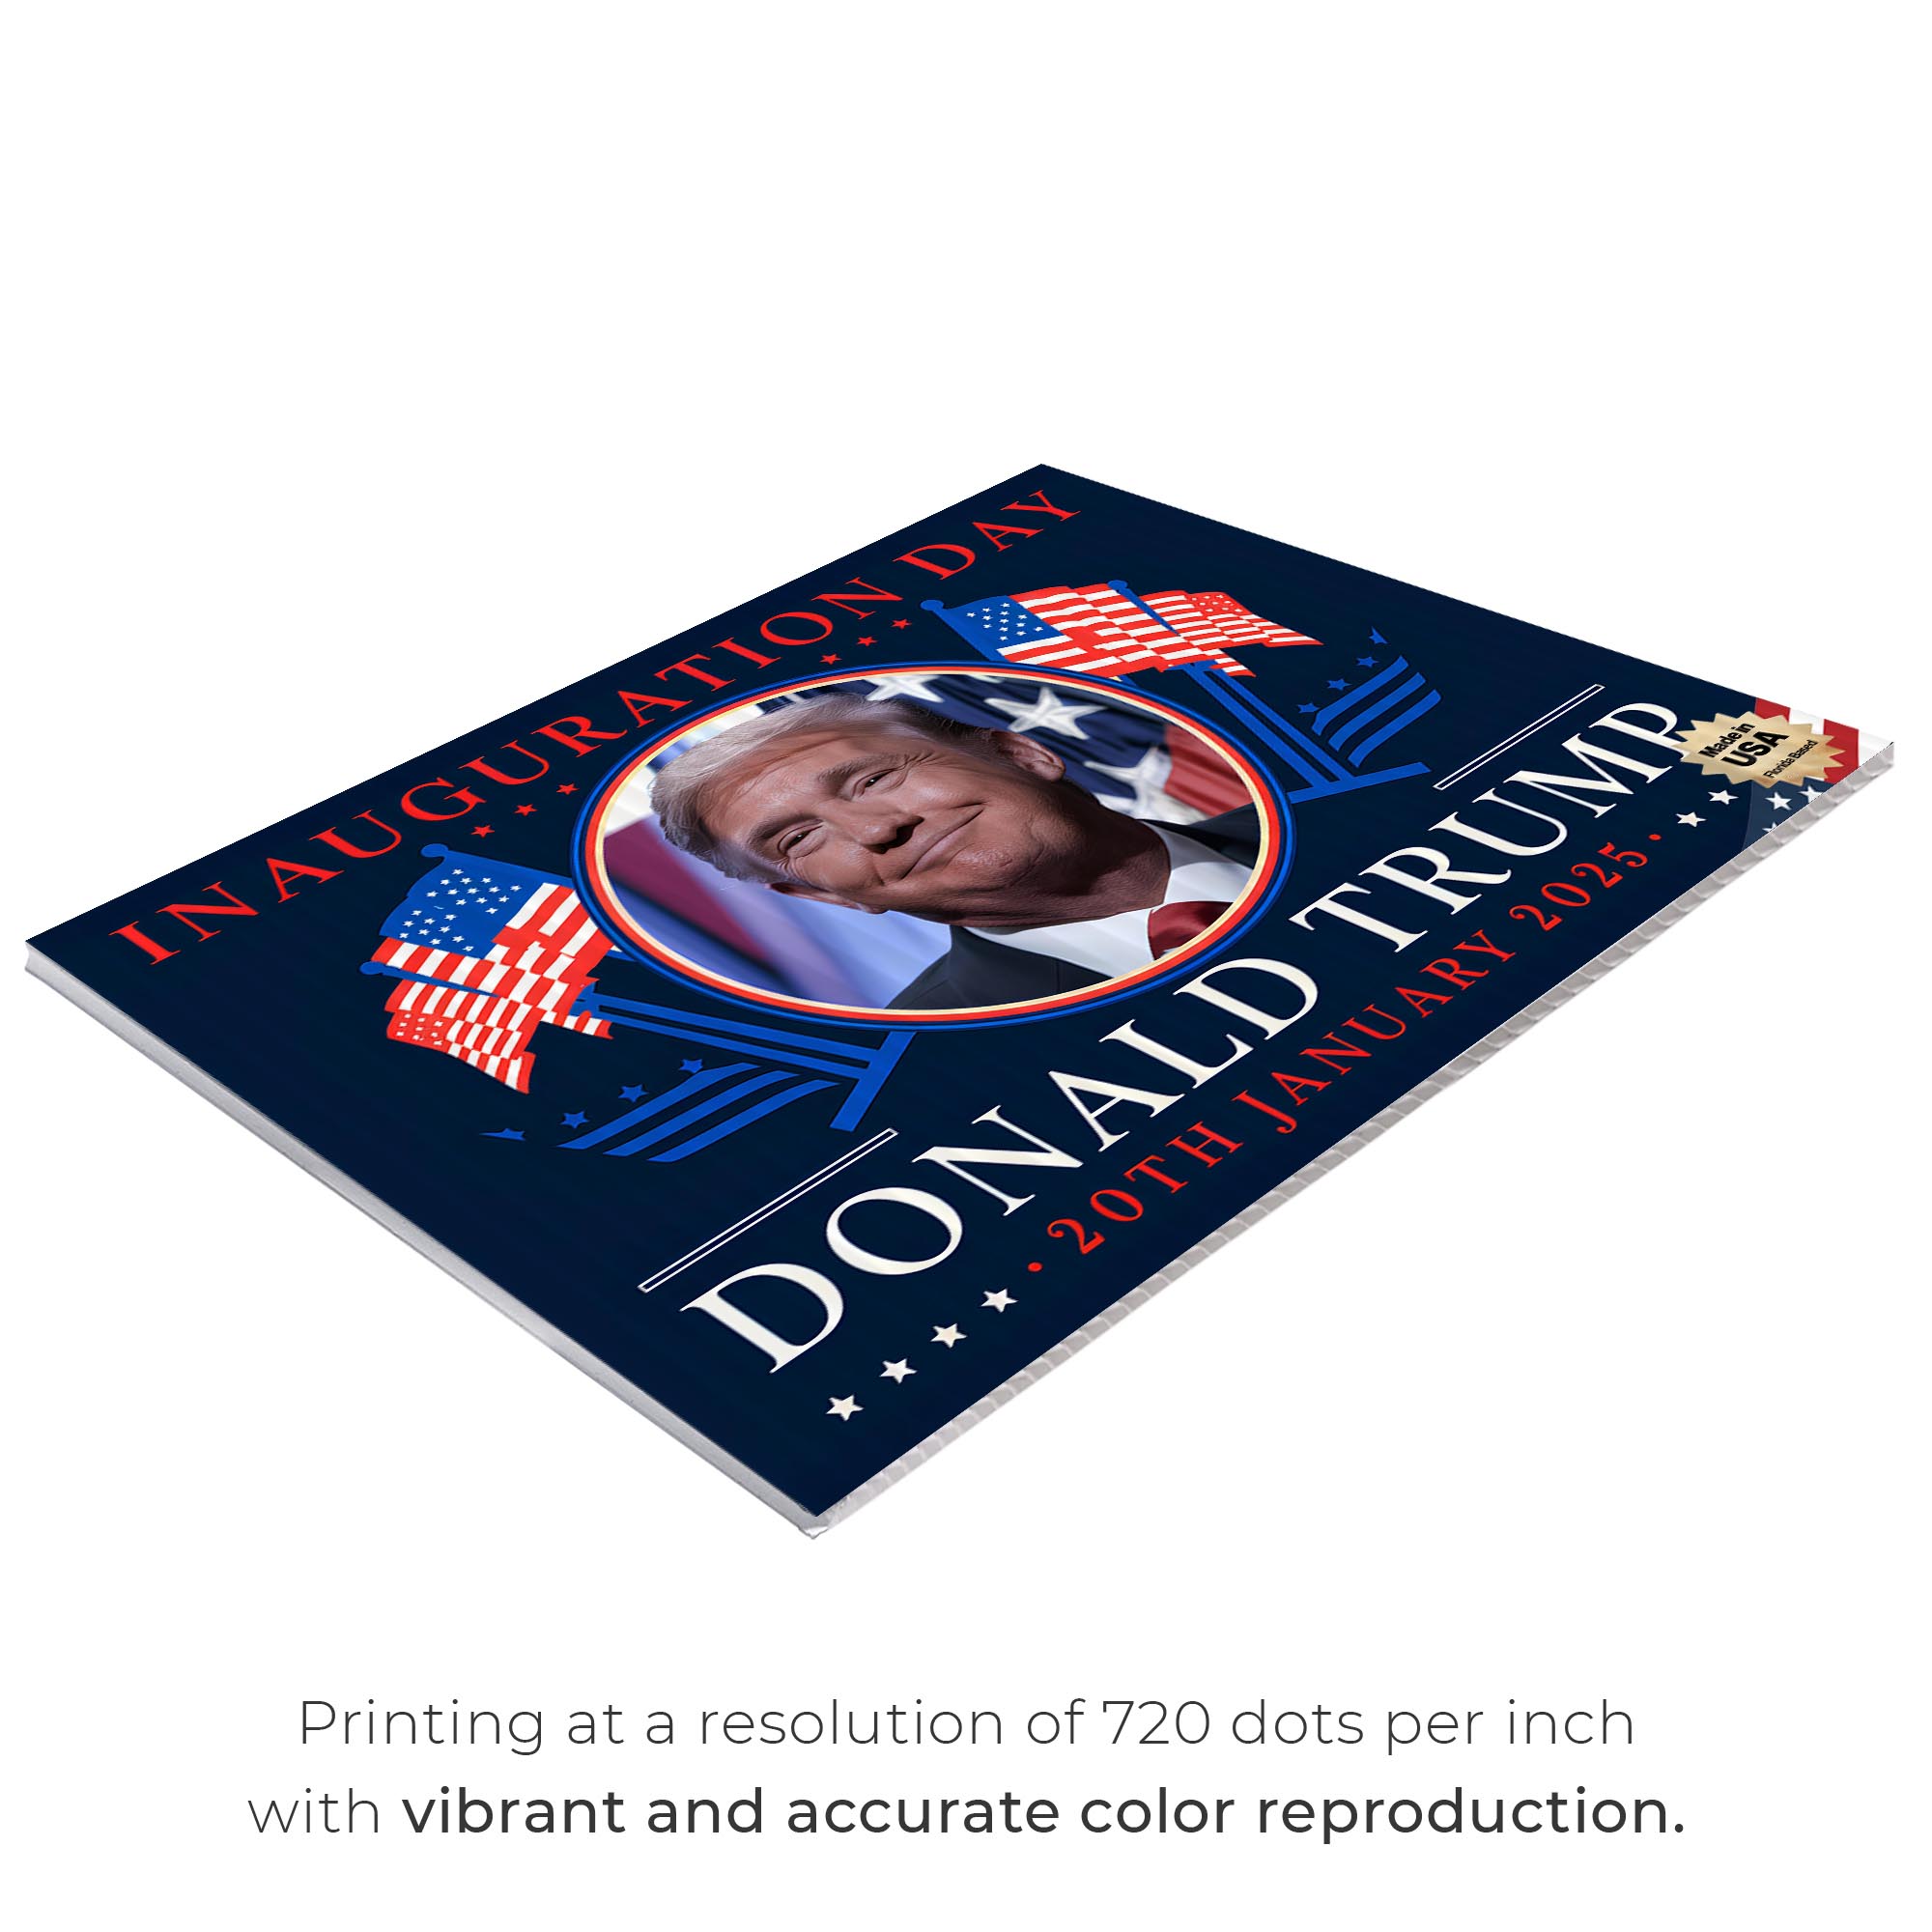 INAUGURATION DAY
DONALD TRUMP
• 20TH JANUARY 2025 •
Made in
USA
Florida Based
Printing at a resolution of 720 dots per inch
with vibrant and accurate color reproduction.